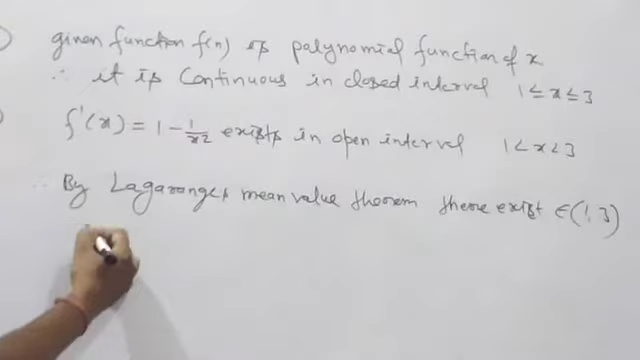 given function f(n) is polynomial function of x
∴ it is Continuous in closed interval 1 ≤ x ≤ 3
f'(x) = 1 - 1/x2 exists in open interval 1 < x < 3
∴ By Lagaranges mean value theorem there exist ∈ (1, 3)